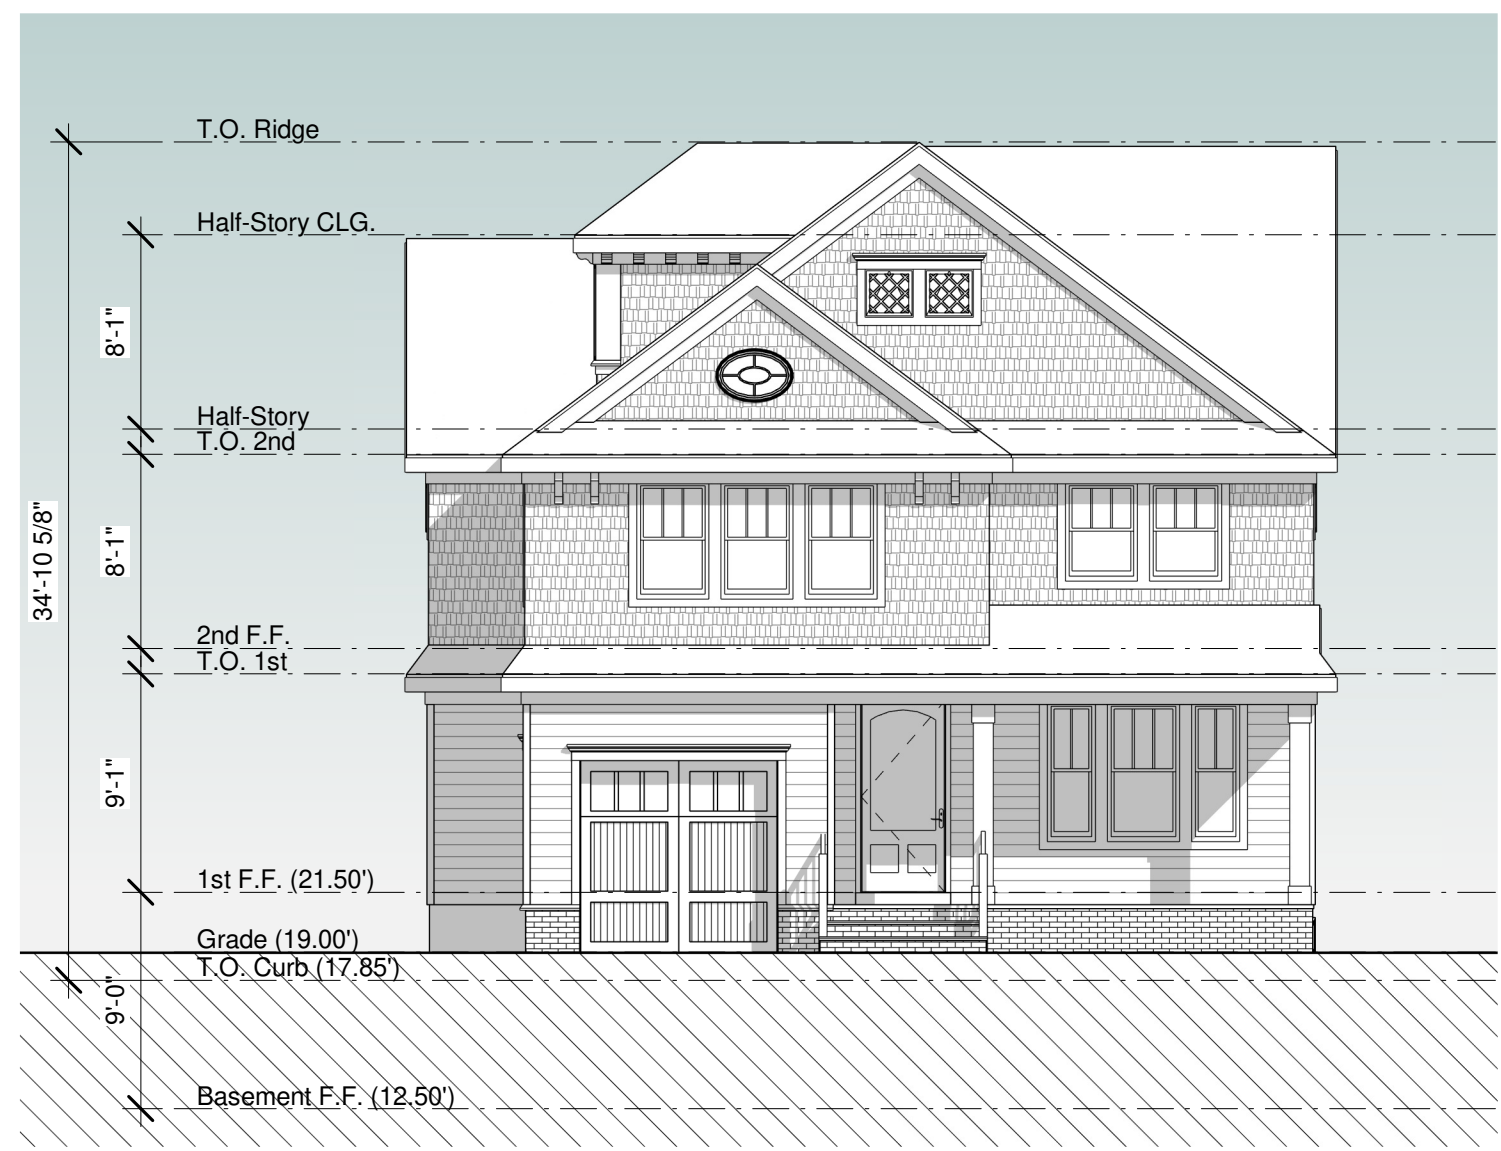 T.O. Ridge
Half-Story CLG.
8'-1"
Half-Story
T.O. 2nd
34'-10 5/8"
8'-1"
2nd F.F.
T.O. 1st
9'-1"
1st F.F. (21.50')
Grade (19.00')
T.O. Curb (17.85')
9'-0"
Basement F.F. (12.50')